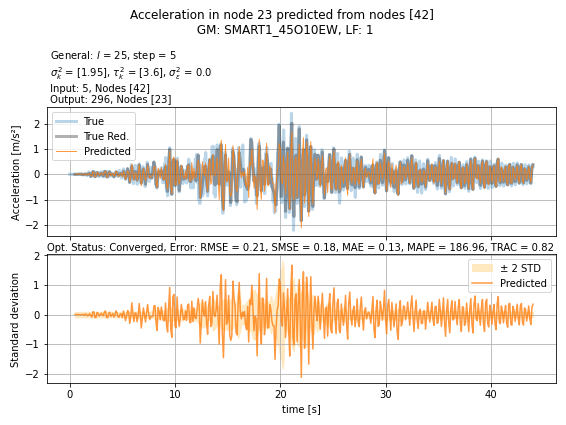 Acceleration in node 23 predicted from nodes [42]
GM: SMART1_45O10EW, LF: 1
General: l = 25, step = 5
σ²ₖ = [1.95], τ²ₖ = [3.6], σ²ε = 0.0
Input: 5, Nodes [42]
Output: 296, Nodes [23]
Acceleration [m/s²]
2
1
0
−1
−2
True
True Red.
Predicted
Opt. Status: Converged, Error: RMSE = 0.21, SMSE = 0.18, MAE = 0.13, MAPE = 186.96, TRAC = 0.82
Standard deviation
2
1
0
−1
−2
± 2 STD
Predicted
0 10 20 30 40
time [s]